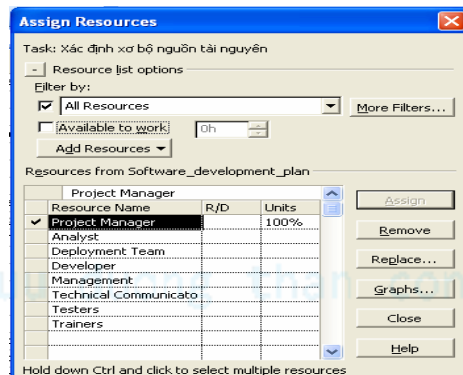 Assign Resources
Task: Xác định xơ bộ nguồn tài nguyên
- Resource list options
Filter by:
All Resources
More Filters...
Available to work
0h
Add Resources
Resources from Software_development_plan
Project Manager
Resource Name R/D Units
Project Manager 100%
Analyst
Deployment Team
Developer
Management
Technical Communicato
Testers
Trainers
Assign
Remove
Replace...
Graphs...
Close
Help
Hold down Ctrl and click to select multiple resources